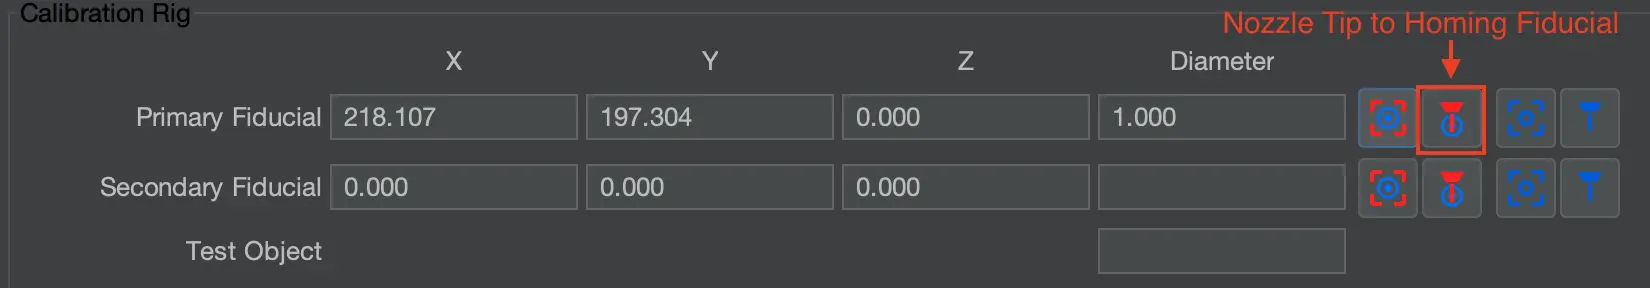 Calibration Rig
Nozzle Tip to Homing Fiducial
X Y Z Diameter
Primary Fiducial 218.107 197.304 0.000 1.000
Secondary Fiducial 0.000 0.000 0.000
Test Object